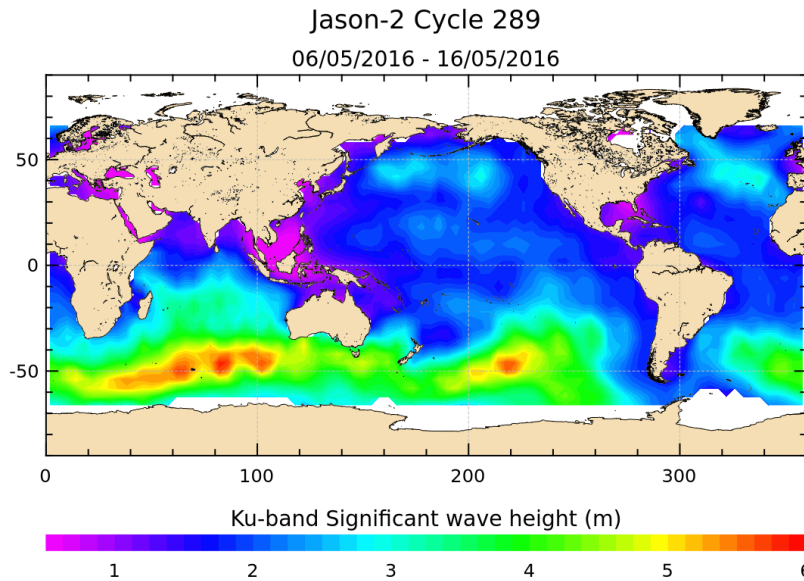 Jason-2 Cycle 289
06/05/2016 - 16/05/2016
50
0
-50
0 100 200 300
Ku-band Significant wave height (m)
1 2 3 4 5 6